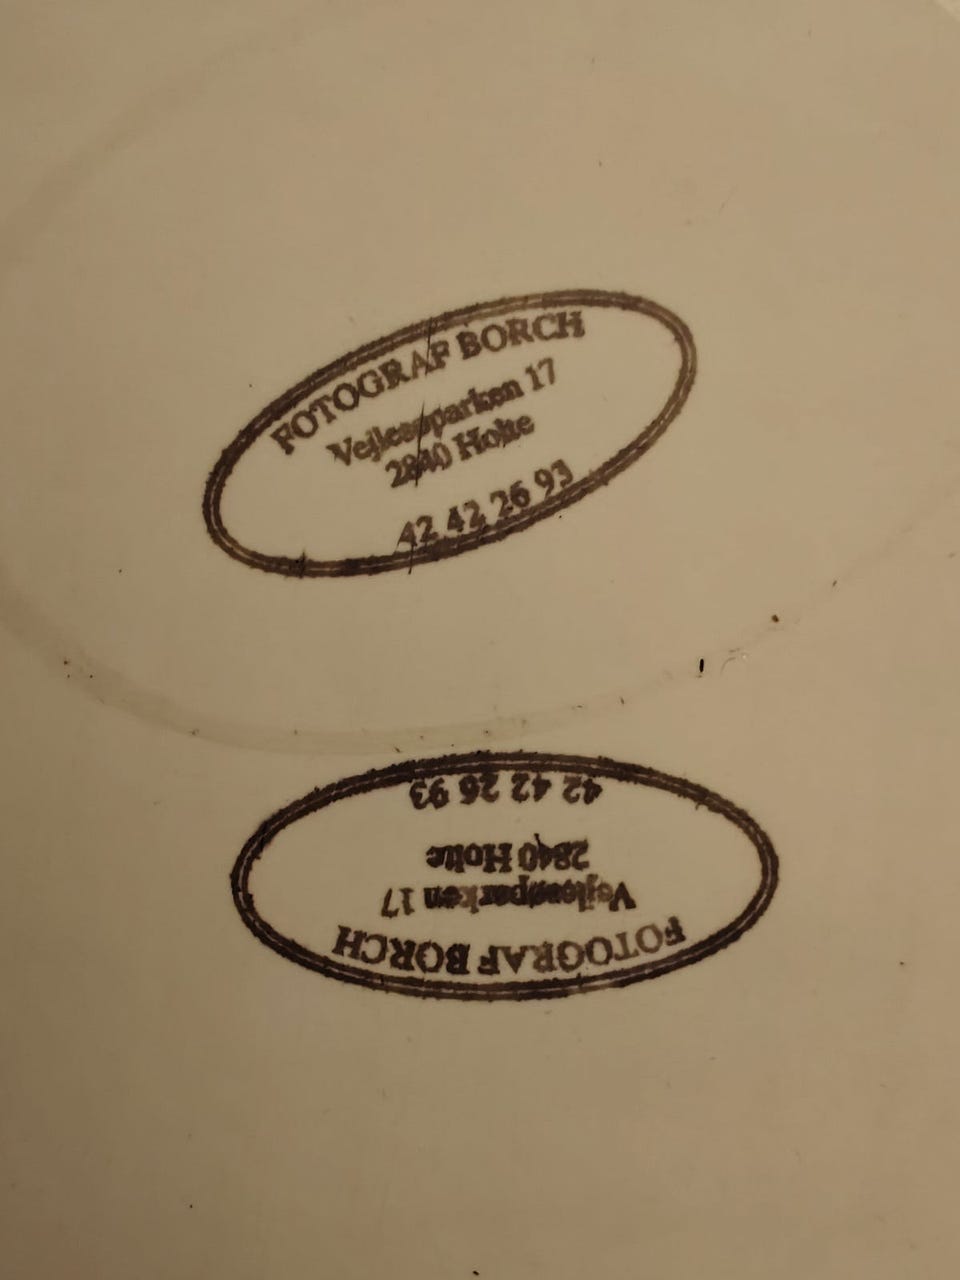 FOTOGRAF BORCH
Vejlesøparken 17
2840 Holte
42 42 26 93
FOTOGRAF BORCH
Vejlesøparken 17
2840 Holte
42 42 26 93